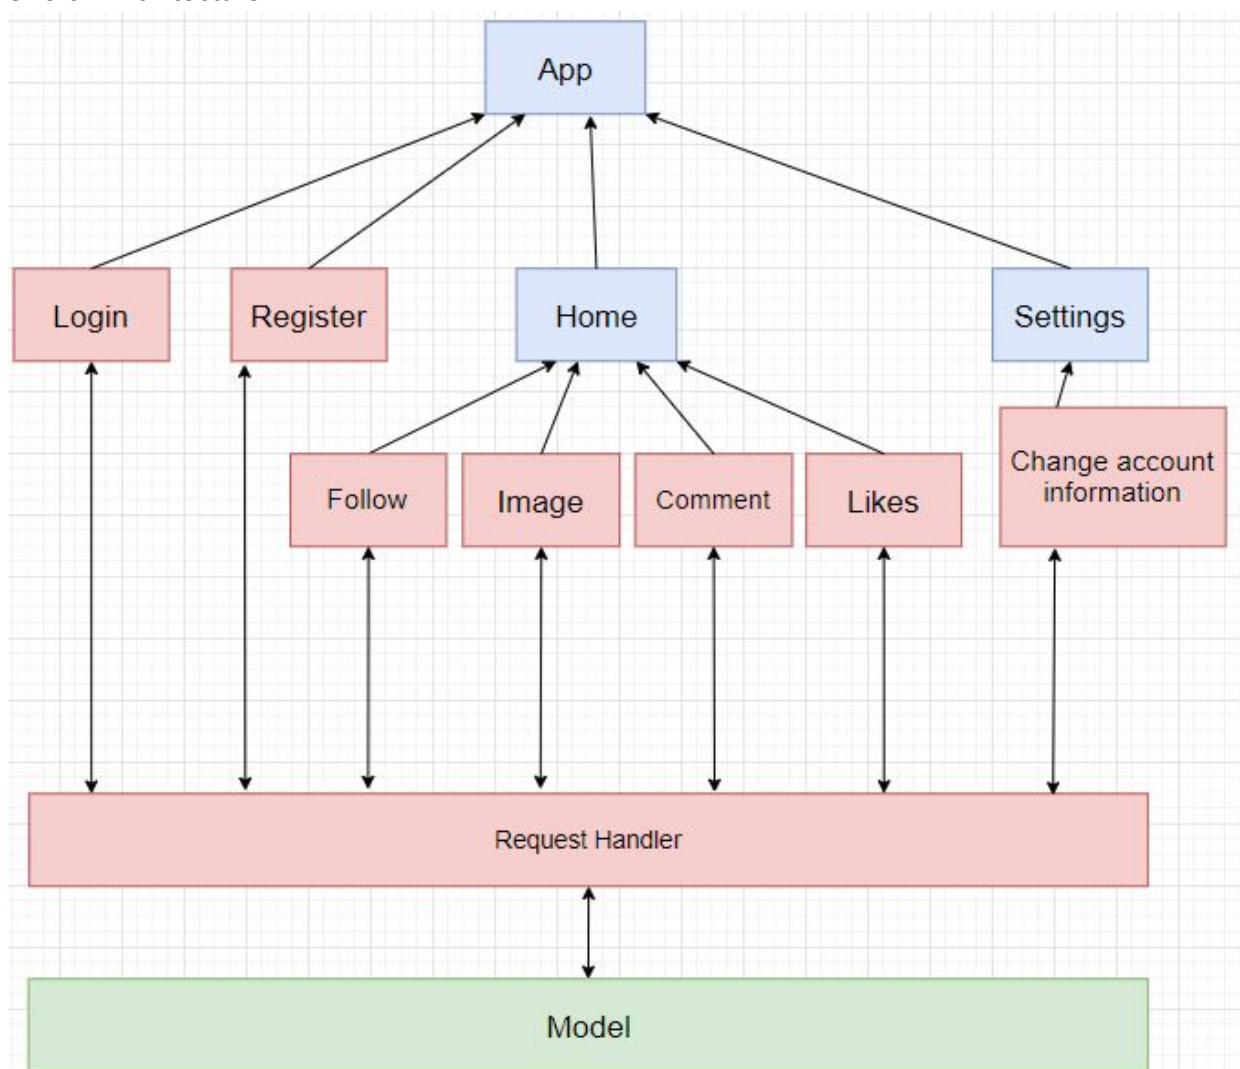 App
Login
Register
Home
Settings
Follow
Image
Comment
Likes
Change account
information
Request Handler
Model